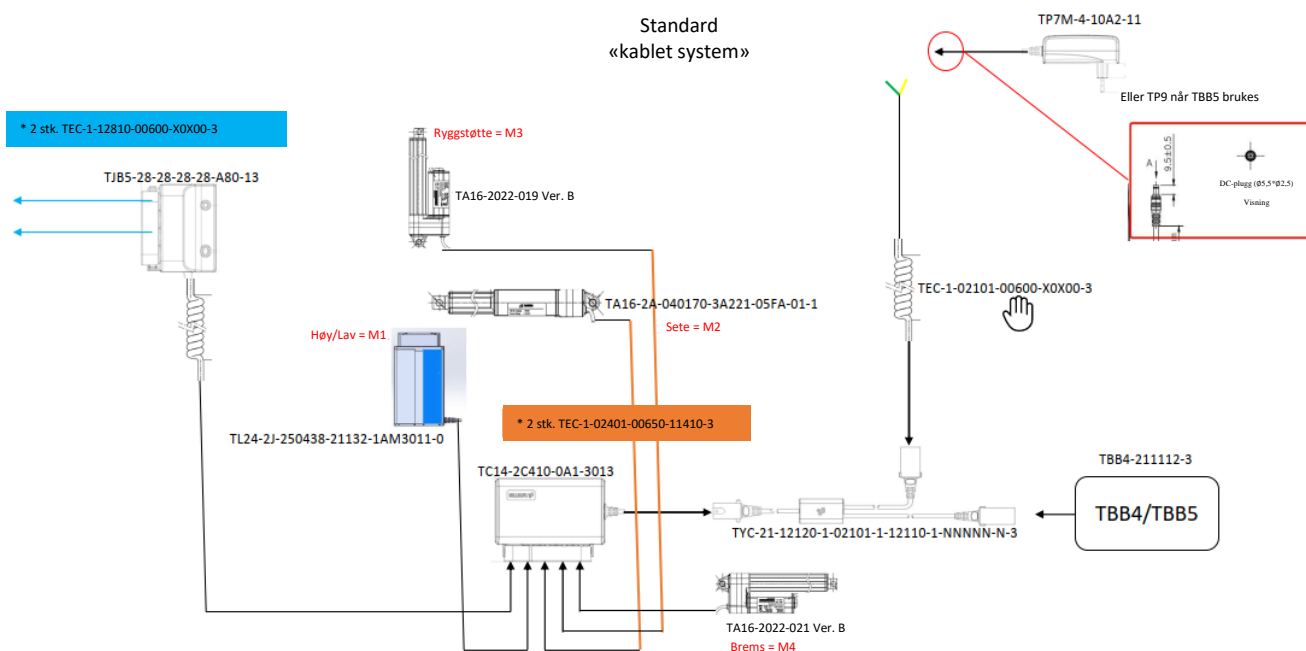 Standard
«kablet system»
TP7M-4-10A2-11
Eller TP9 når TBB5 brukes
9.5±0.5
A
DC-plugg (Ø5,5*Ø2,5)
Visning
* 2 stk. TEC-1-12810-00600-X0X00-3
TJB5-28-28-28-28-A80-13
Ryggstøtte = M3
TA16-2022-019 Ver. B
TA16-2A-040170-3A221-05FA-01-1
Sete = M2
Høy/Lav = M1
TL24-2J-250438-21132-1AM3011-0
TEC-1-02101-00600-X0X00-3
* 2 stk. TEC-1-02401-00650-11410-3
TC14-2C410-0A1-3013
TBB4-211112-3
TBB4/TBB5
TYC-21-12120-1-02101-1-12110-1-NNNNN-N-3
TA16-2022-021 Ver. B
Brems = M4